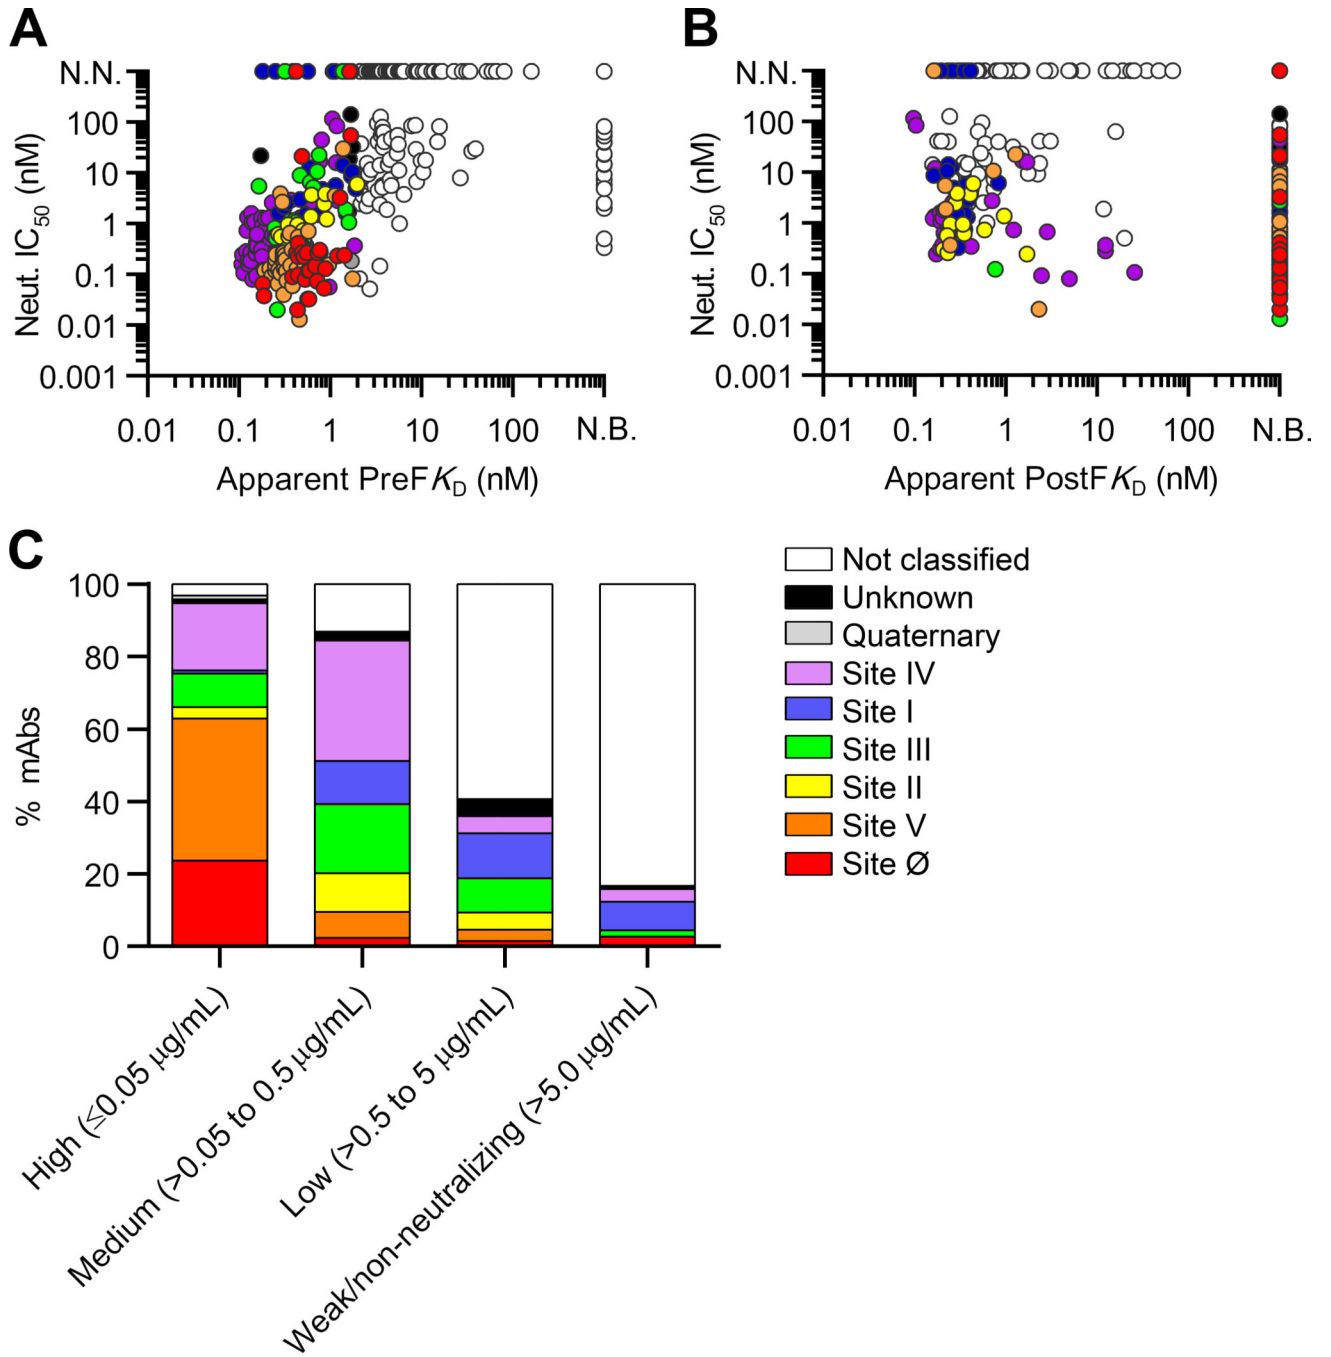 A
N.N.
100
10
1
0.1
0.01
0.001
Neut. IC50 (nM)
0.01 0.1 1 10 100 N.B.
Apparent PreF KD (nM)
B
N.N.
100
10
1
0.1
0.01
0.001
Neut. IC50 (nM)
0.01 0.1 1 10 100 N.B.
Apparent PostF KD (nM)
C
100
80
60
40
20
0
% mAbs
High (≤0.05 µg/mL)
Medium (>0.05 to 0.5 µg/mL)
Low (>0.5 to 5 µg/mL)
Weak/non-neutralizing (>5.0 µg/mL)
Not classified
Unknown
Quaternary
Site IV
Site I
Site III
Site II
Site V
Site Ø